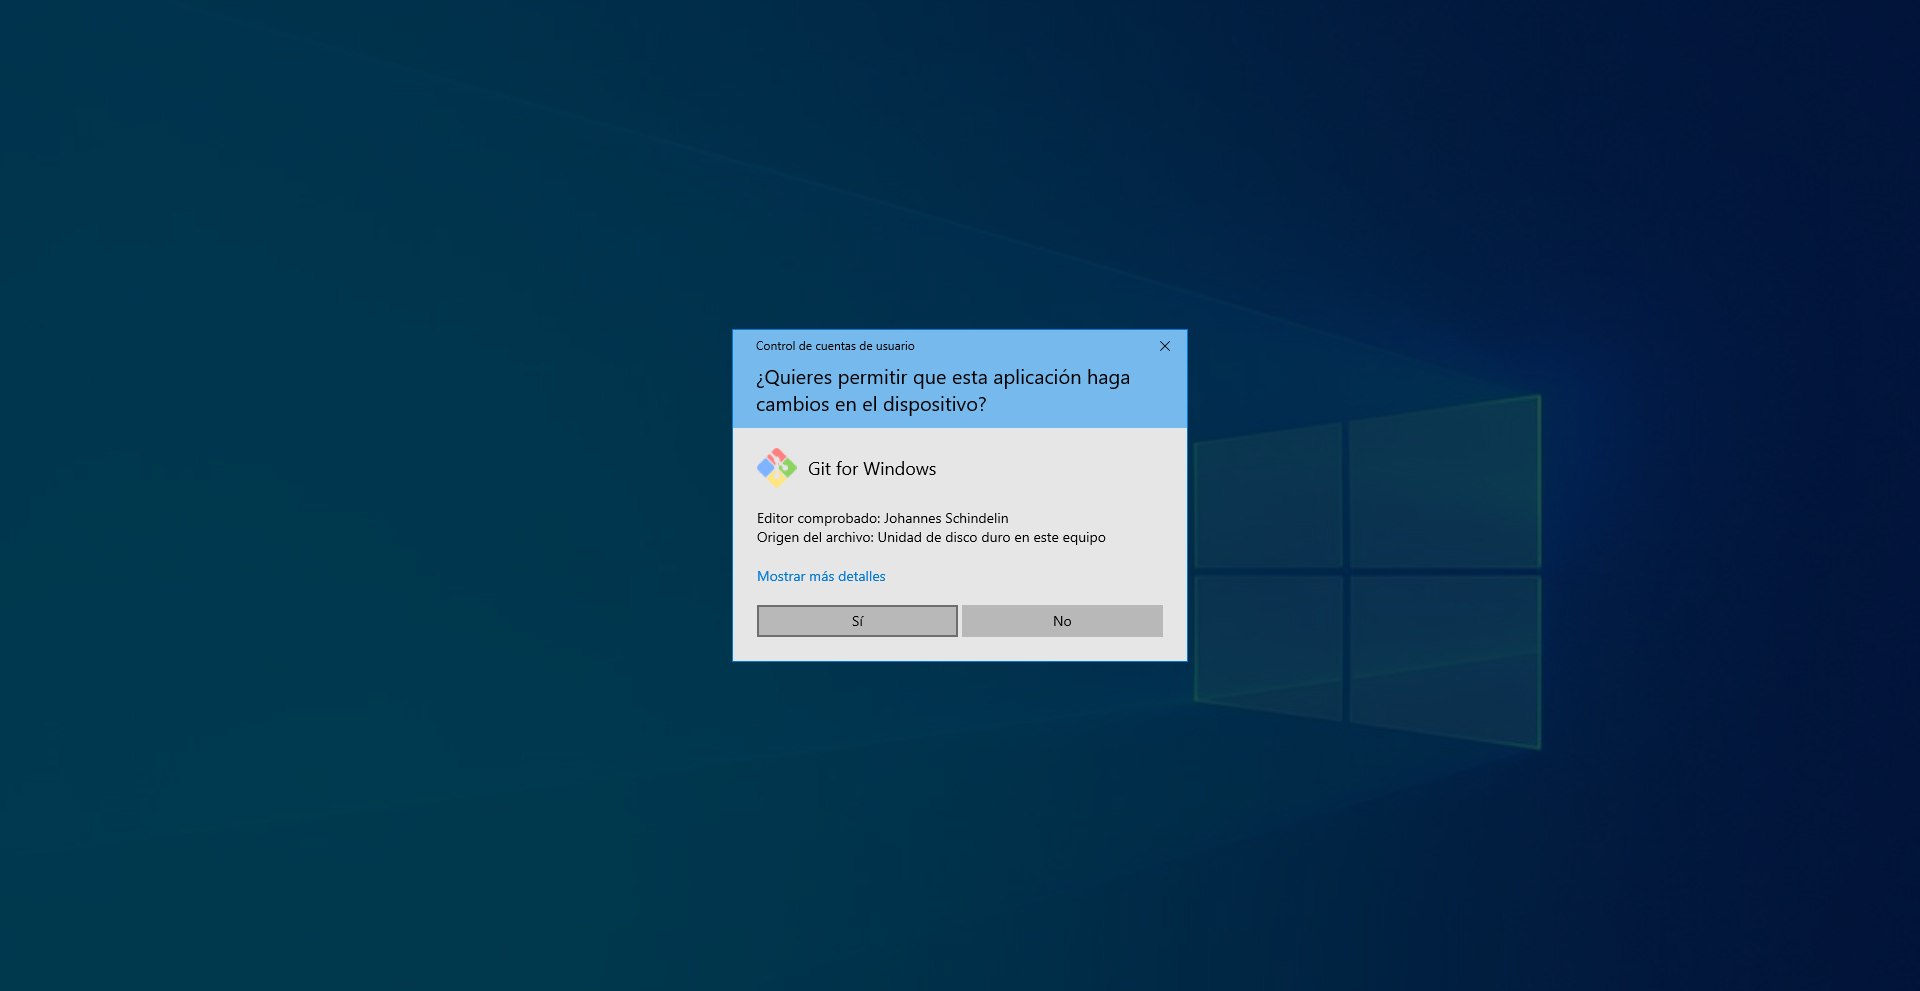 Control de cuentas de usuario
¿Quieres permitir que esta aplicación haga
cambios en el dispositivo?
Git for Windows
Editor comprobado: Johannes Schindelin
Origen del archivo: Unidad de disco duro en este equipo
Mostrar más detalles
Sí
No